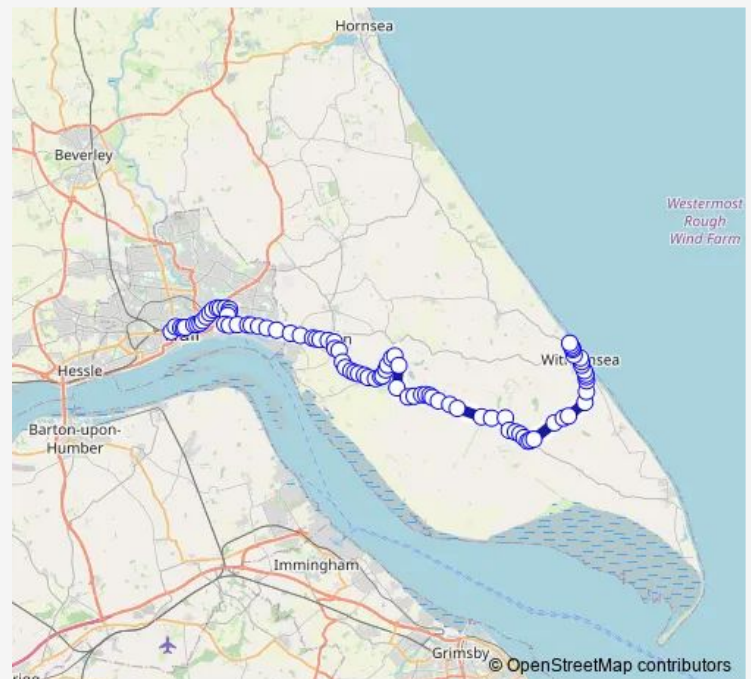 Hornsea
Beverley
Westermost
Rough
Wind Farm
Hessle
Barton-upon-
Humber
Immingham
Grimsby
© OpenStreetMap contributors